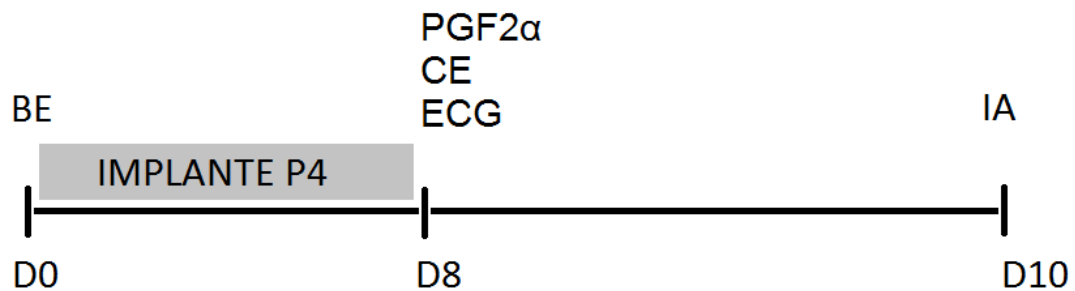 PGF2α
CE
ECG
BE
IA
IMPLANTE P4
D0
D8
D10